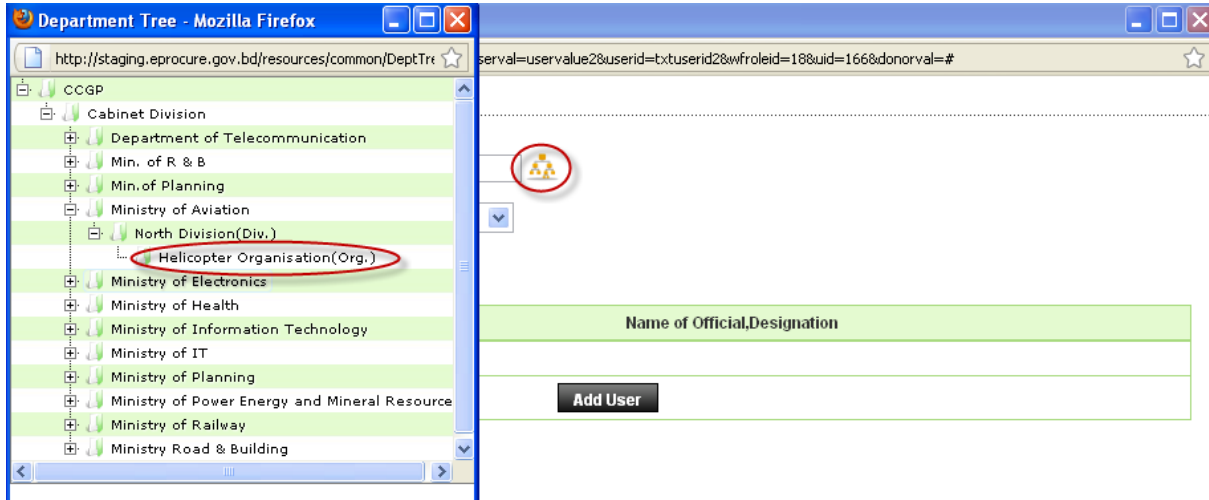 Department Tree - Mozilla Firefox
http://staging.eprocure.gov.bd/resources/common/DeptTre
CCGP
Cabinet Division
Department of Telecommunication
Min. of R & B
Min.of Planning
Ministry of Aviation
North Division(Div.)
Helicopter Organisation(Org.)
Ministry of Electronics
Ministry of Health
Ministry of Information Technology
Ministry of IT
Ministry of Planning
Ministry of Power Energy and Mineral Resource
Ministry of Railway
Ministry Road & Building
serval=uservalue2&userid=txtuserid2&wfroleid=18&uid=166&donorval=#
Name of Official,Designation
Add User